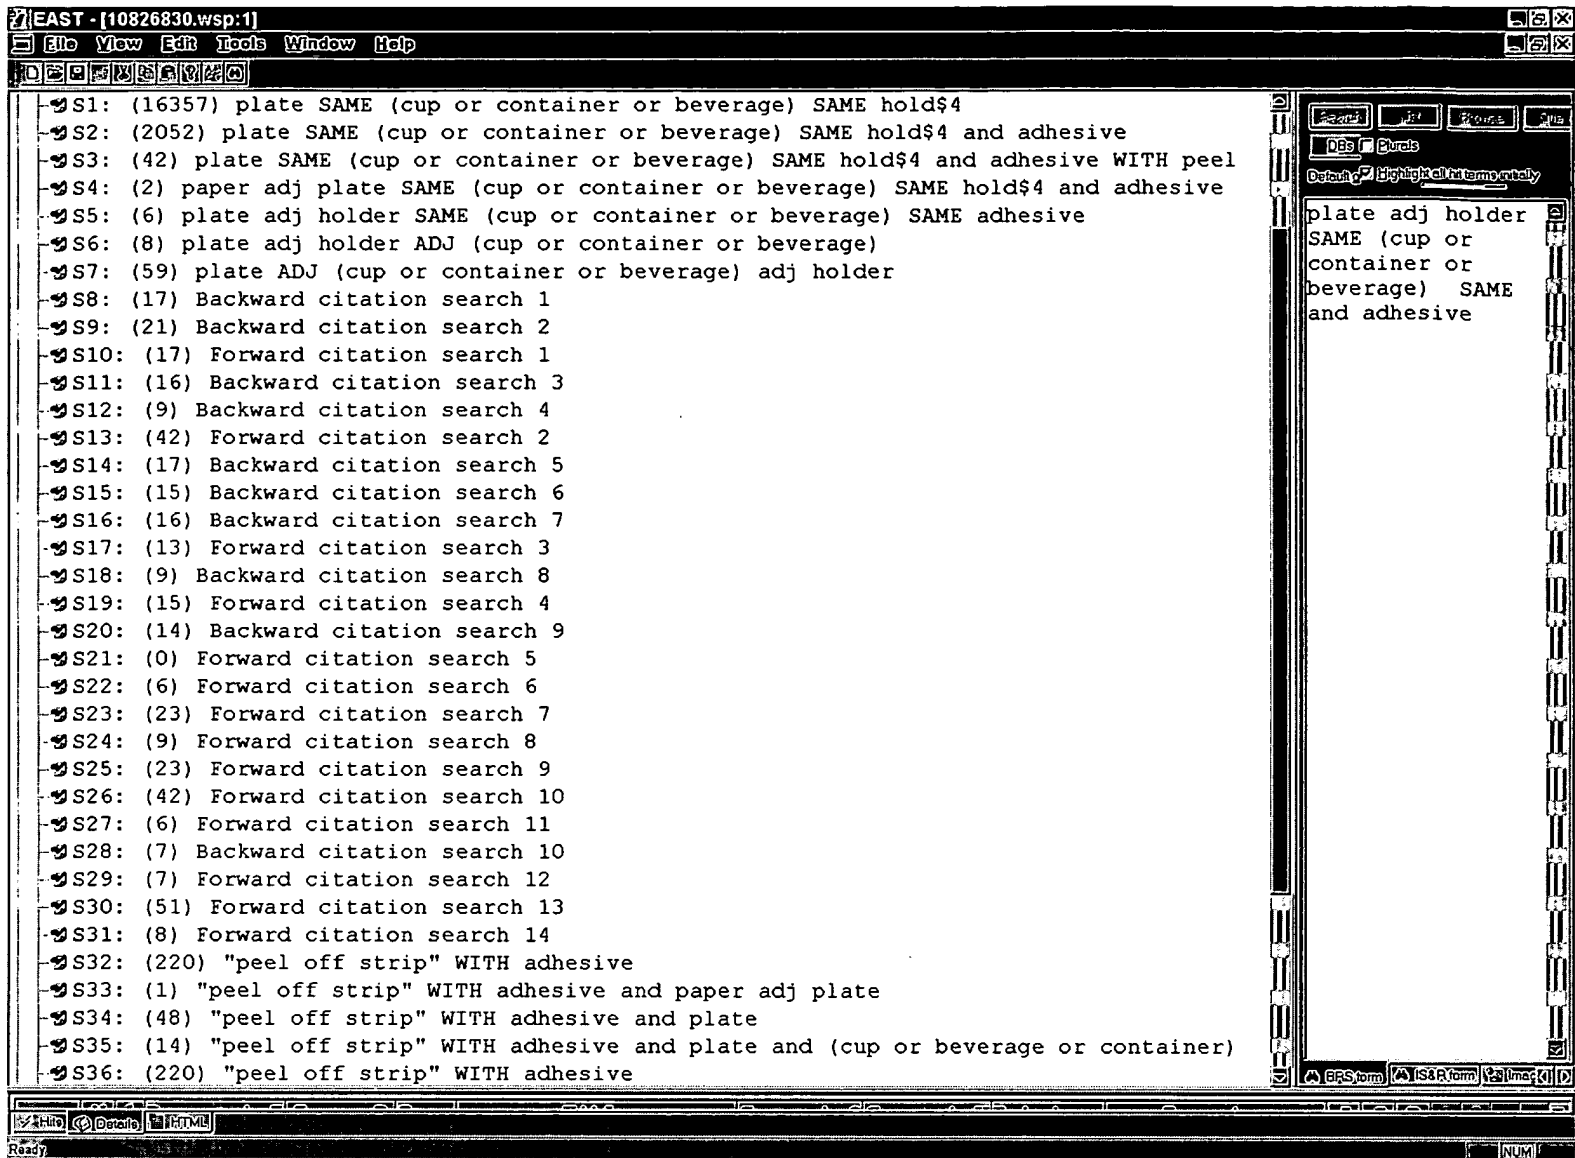 EAST - [10826830.wsp:1]
File View Edit Tools Window Help
S1: (16357) plate SAME (cup or container or beverage) SAME hold$4
S2: (2052) plate SAME (cup or container or beverage) SAME hold$4 and adhesive
S3: (42) plate SAME (cup or container or beverage) SAME hold$4 and adhesive WITH peel
S4: (2) paper adj plate SAME (cup or container or beverage) SAME hold$4 and adhesive
S5: (6) plate adj holder SAME (cup or container or beverage) SAME adhesive
S6: (8) plate adj holder ADJ (cup or container or beverage)
S7: (59) plate ADJ (cup or container or beverage) adj holder
S8: (17) Backward citation search 1
S9: (21) Backward citation search 2
S10: (17) Forward citation search 1
S11: (16) Backward citation search 3
S12: (9) Backward citation search 4
S13: (42) Forward citation search 2
S14: (17) Backward citation search 5
S15: (15) Backward citation search 6
S16: (16) Backward citation search 7
S17: (13) Forward citation search 3
S18: (9) Backward citation search 8
S19: (15) Forward citation search 4
S20: (14) Backward citation search 9
S21: (0) Forward citation search 5
S22: (6) Forward citation search 6
S23: (23) Forward citation search 7
S24: (9) Forward citation search 8
S25: (23) Forward citation search 9
S26: (42) Forward citation search 10
S27: (6) Forward citation search 11
S28: (7) Backward citation search 10
S29: (7) Forward citation search 12
S30: (51) Forward citation search 13
S31: (8) Forward citation search 14
S32: (220) "peel off strip" WITH adhesive
S33: (1) "peel off strip" WITH adhesive and paper adj plate
S34: (48) "peel off strip" WITH adhesive and plate
S35: (14) "peel off strip" WITH adhesive and plate and (cup or beverage or container)
S36: (220) "peel off strip" WITH adhesive
Search List Browse
DBs Plurals
Default Highlight all hit terms initially
plate adj holder
SAME (cup or
container or
beverage) SAME
and adhesive
BRS form IS&R form Imag
Hits Details HTML
Ready NUM